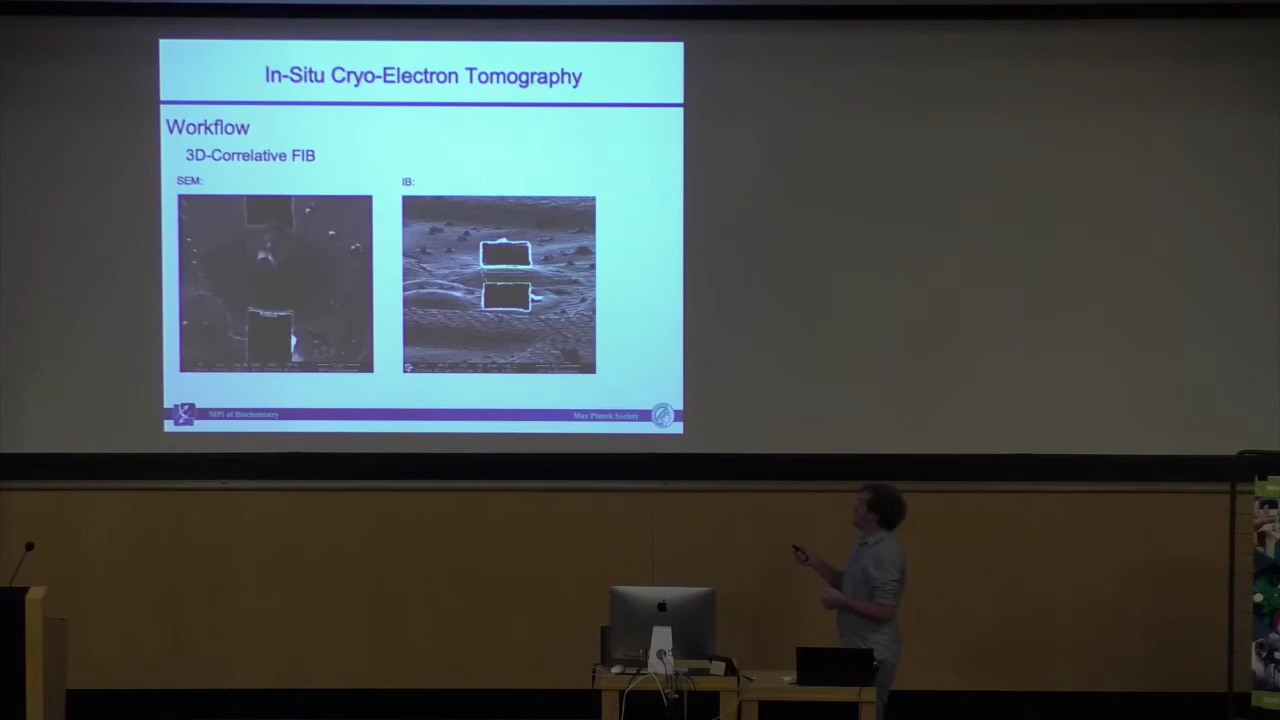 In-Situ Cryo-Electron Tomography
Workflow
3D-Correlative FIB
SEM:
IB:
MPI of Biochemistry
Max Planck Society